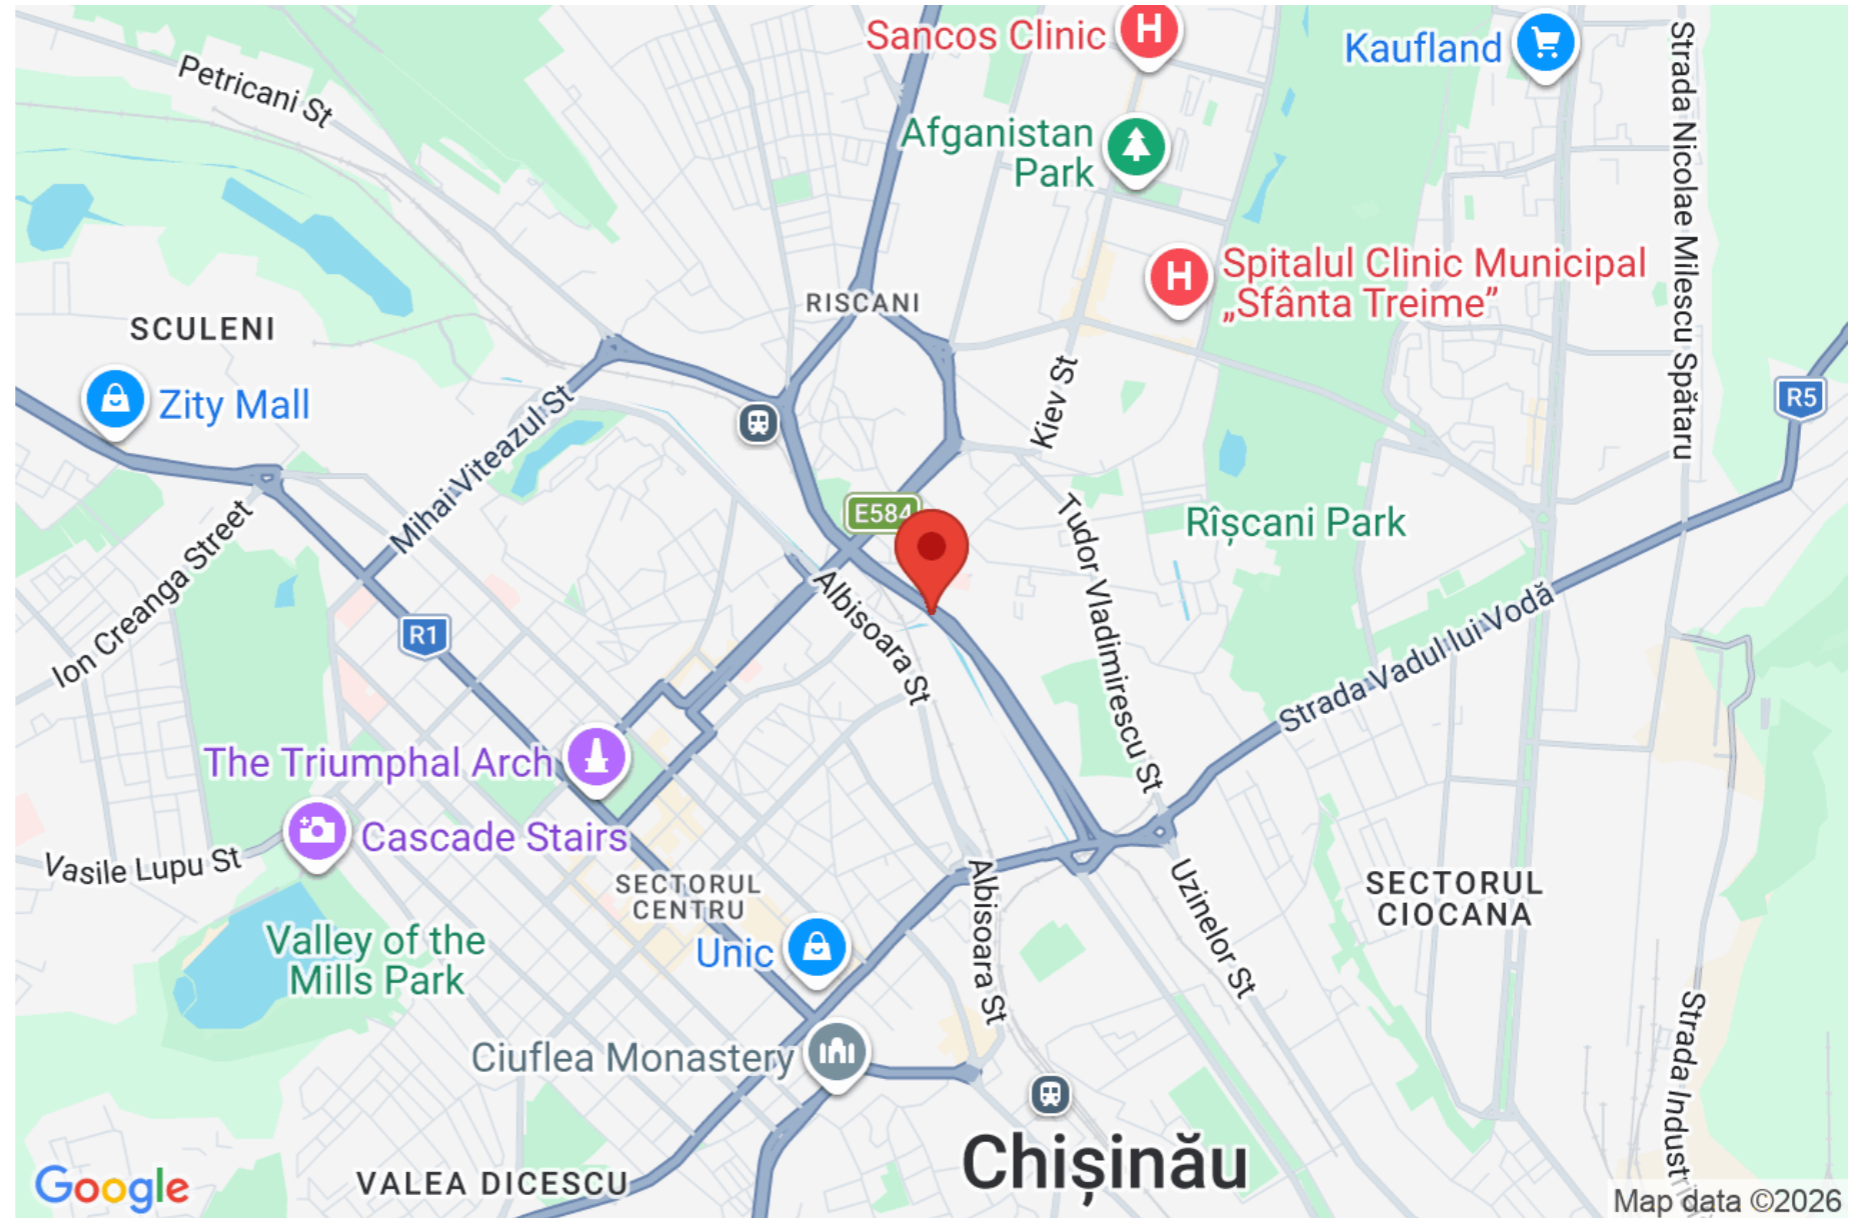 Sancos Clinic
H
Kaufland
Petricani St
Strada Nicolae Milescu Spătaru
Afganistan
Park
H
Spitalul Clinic Municipal
„Sfânta Treime”
RISCANI
SCULENI
Zity Mall
Kiev St
R5
Mihai Viteazul St
E584
Tudor Vladimirescu St
Rîșcani Park
Ion Creanga Street
Albisoara St
R1
Strada Vadul lui Vodă
The Triumphal Arch
Cascade Stairs
Vasile Lupu St
SECTORUL
CENTRU
Albisoara St
Uzinelor St
SECTORUL
CIOCANA
Valley of the
Mills Park
Unic
Strada Industri
Ciuflea Monastery
Chișinău
VALEA DICESCU
Google
Map data ©2026